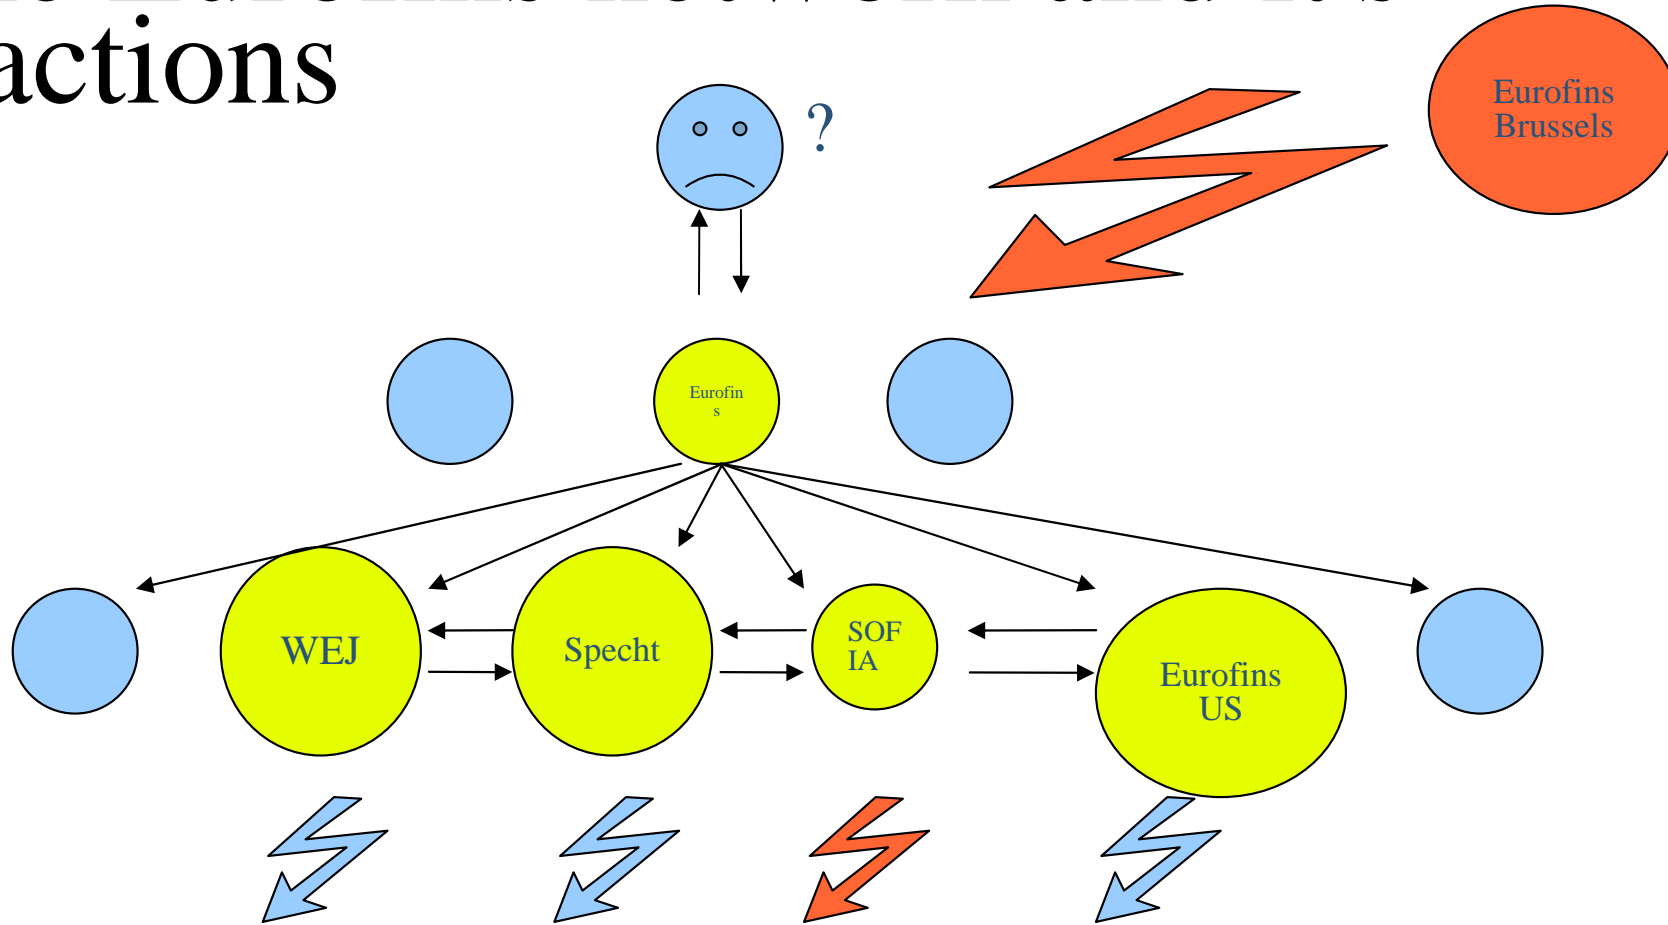 actions
?
Eurofins
Brussels
Eurofin
s
WEJ
Specht
SOF
IA
Eurofins
US